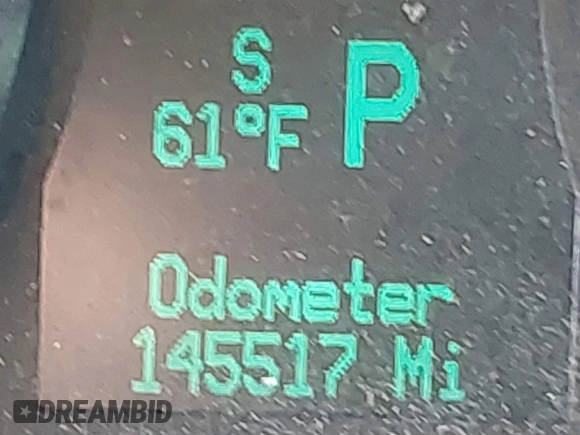 S
61°F P
Odometer
145517 Mi
DREAMBID